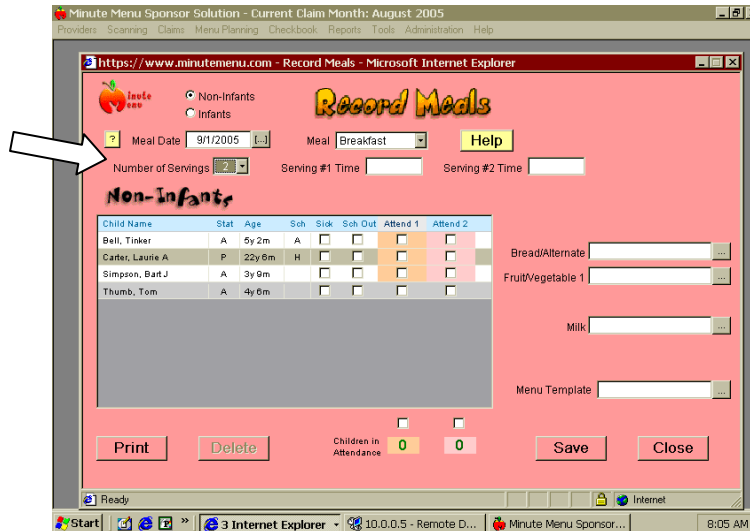 Minute Menu Sponsor Solution - Current Claim Month: August 2005
Providers Scanning Claims Menu Planning Checkbook Reports Tools Administration Help
https://www.minutemenu.com - Record Meals - Microsoft Internet Explorer
Minute Menu
Non-Infants
Infants
Record Meals
? Meal Date 9/1/2005 [...] Meal Breakfast Help
Number of Servings 2 Serving #1 Time Serving #2 Time
Non-Infants
Child Name Stat Age Sch Sick Sch Out Attend 1 Attend 2
Bell, Tinker A 5y 2m A
Carter, Laurie A P 22y 6m H
Simpson, Bart J A 3y 9m
Thumb, Tom A 4y 6m
Bread/Alternate ...
Fruit/Vegetable 1 ...
Milk ...
Menu Template ...
Print Delete Children in Attendance 0 0 Save Close
Ready Internet
Start » 3 Internet Explorer 10.0.0.5 - Remote D... Minute Menu Sponsor... 8:05 AM